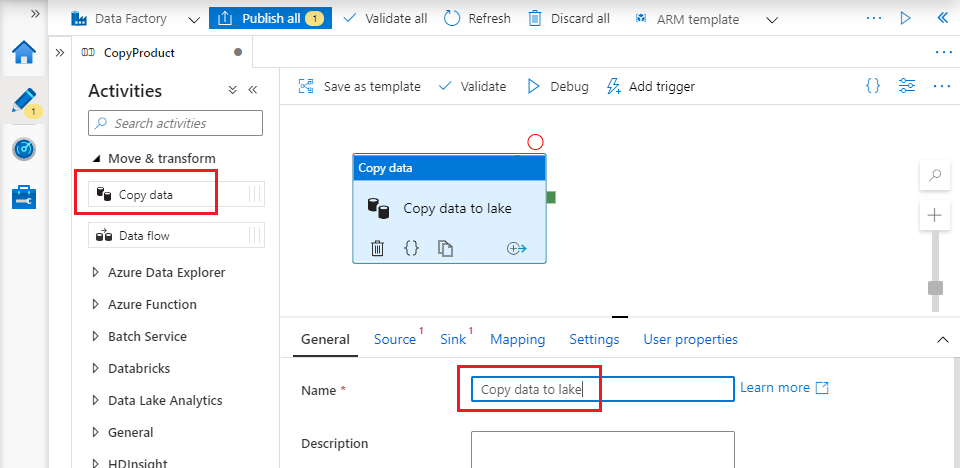 Data Factory Publish all 1 Validate all Refresh Discard all ARM template
CopyProduct
Activities
Search activities
Move & transform
Copy data
Data flow
Azure Data Explorer
Azure Function
Batch Service
Databricks
Data Lake Analytics
General
HDInsight
1
Save as template Validate Debug Add trigger
Copy data
Copy data to lake
General Source 1 Sink 1 Mapping Settings User properties
Name * Copy data to lake Learn more
Description